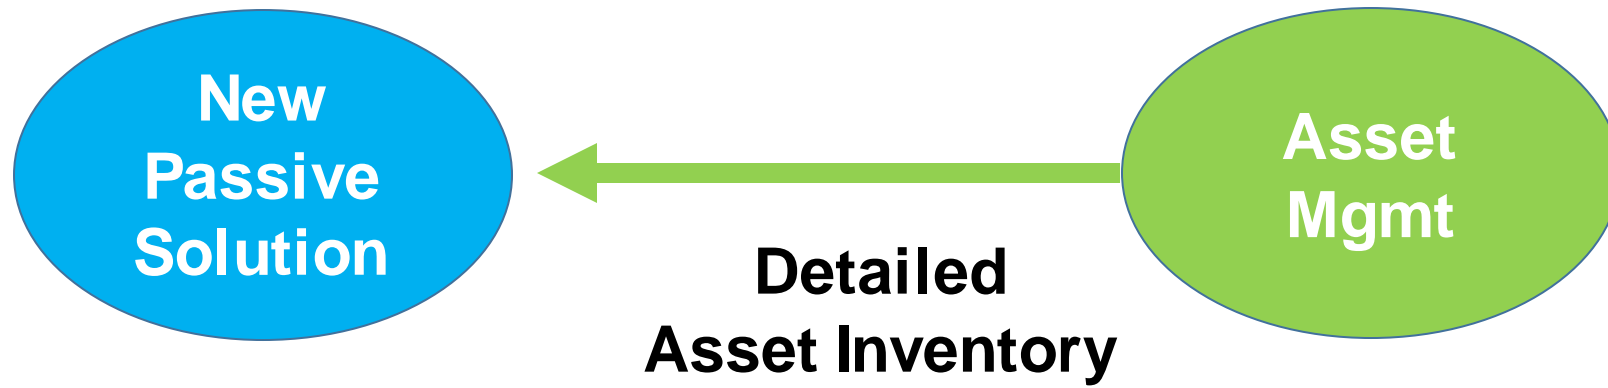 New
Passive
Solution
Detailed
Asset Inventory
Asset
Mgmt